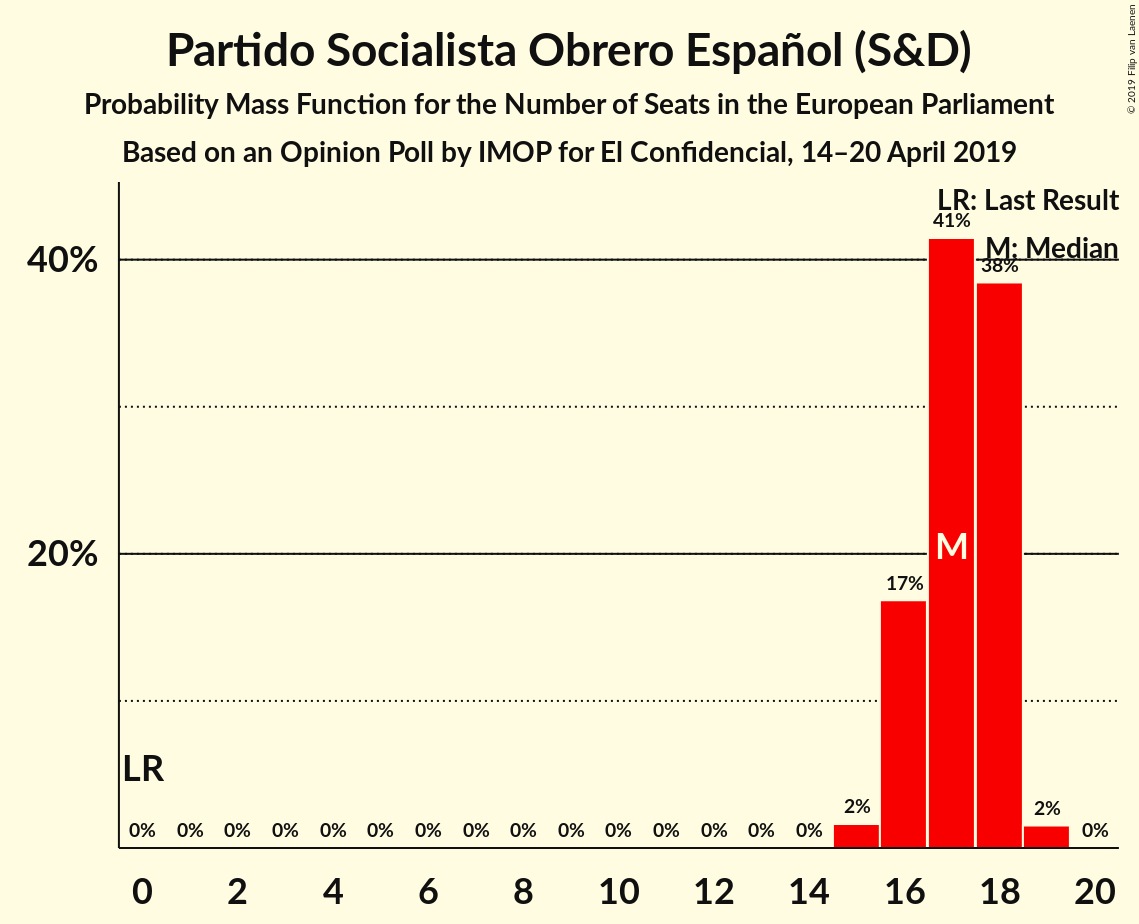 Partido Socialista Obrero Español (S&D)
Probability Mass Function for the Number of Seats in the European Parliament
Based on an Opinion Poll by IMOP for El Confidencial, 14–20 April 2019
© 2019 Filip van Laenen
LR: Last Result
M: Median
40%
20%
41%
38%
17%
M
LR
2%
2%
0% 0% 0% 0% 0% 0% 0% 0% 0% 0% 0% 0% 0% 0% 0% 0%
0 2 4 6 8 10 12 14 16 18 20